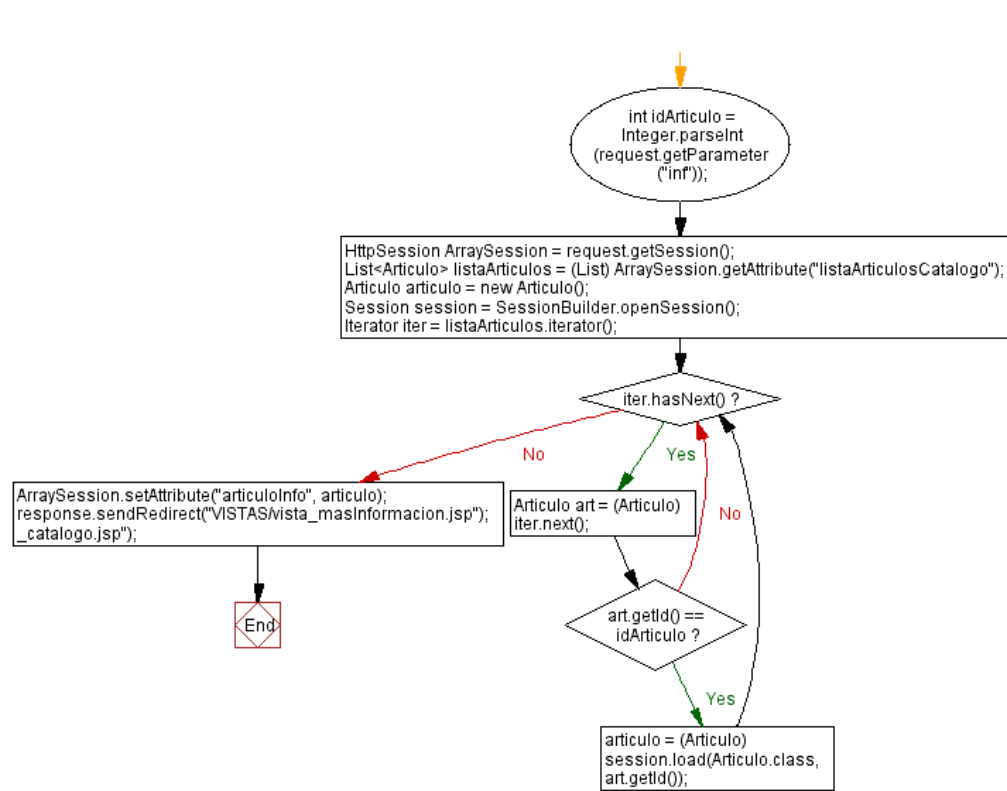 int idArticulo =
Integer.parseInt
(request.getParameter
("inf"));
HttpSession ArraySession = request.getSession();
List<Articulo> listaArticulos = (List) ArraySession.getAttribute("listaArticulosCatalogo");
Articulo articulo = new Articulo();
Session session = SessionBuilder.openSession();
Iterator iter = listaArticulos.iterator();
iter.hasNext() ?
No
Yes
ArraySession.setAttribute("articuloInfo", articulo);
response.sendRedirect("VISTAS/vista_masInformacion.jsp");
_catalogo.jsp");
Articulo art = (Articulo)
iter.next();
No
End
art.getId() ==
idArticulo ?
Yes
articulo = (Articulo)
session.load(Articulo.class,
art.getId());